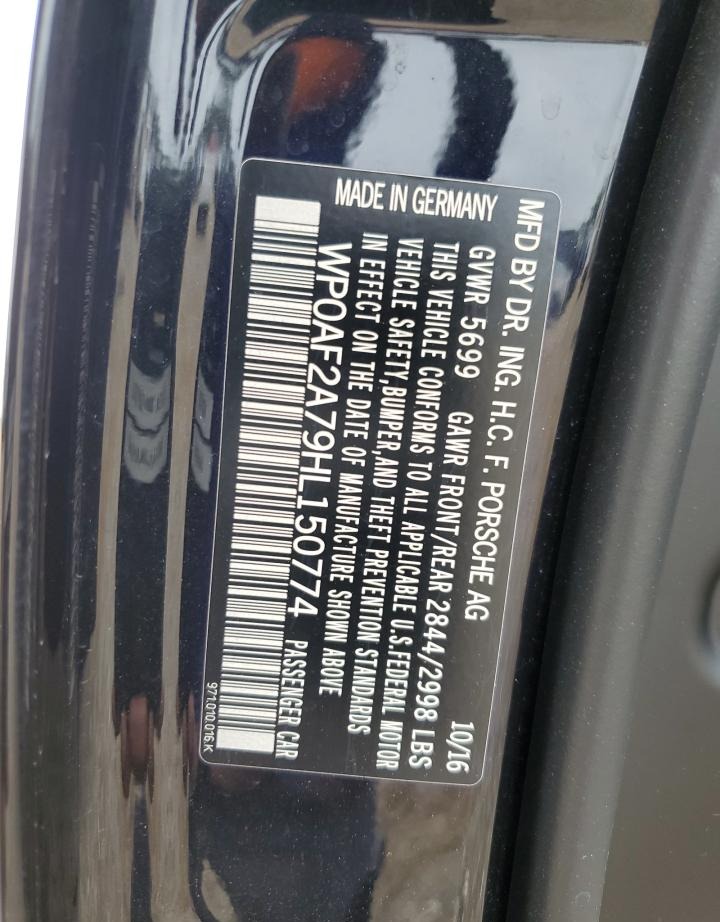 MFD BY DR. ING. H.C. F. PORSCHE AG 10/16
MADE IN GERMANY
GVWR 5699 GAWR FRONT/REAR 2844/2998 LBS
THIS VEHICLE CONFORMS TO ALL APPLICABLE U.S.FEDERAL MOTOR
VEHICLE SAFETY,BUMPER,AND THEFT PREVENTION STANDARDS
IN EFFECT ON THE DATE OF MANUFACTURE SHOWN ABOVE
WP0AF2A79HL150774 PASSENGER CAR
971.010.016.K